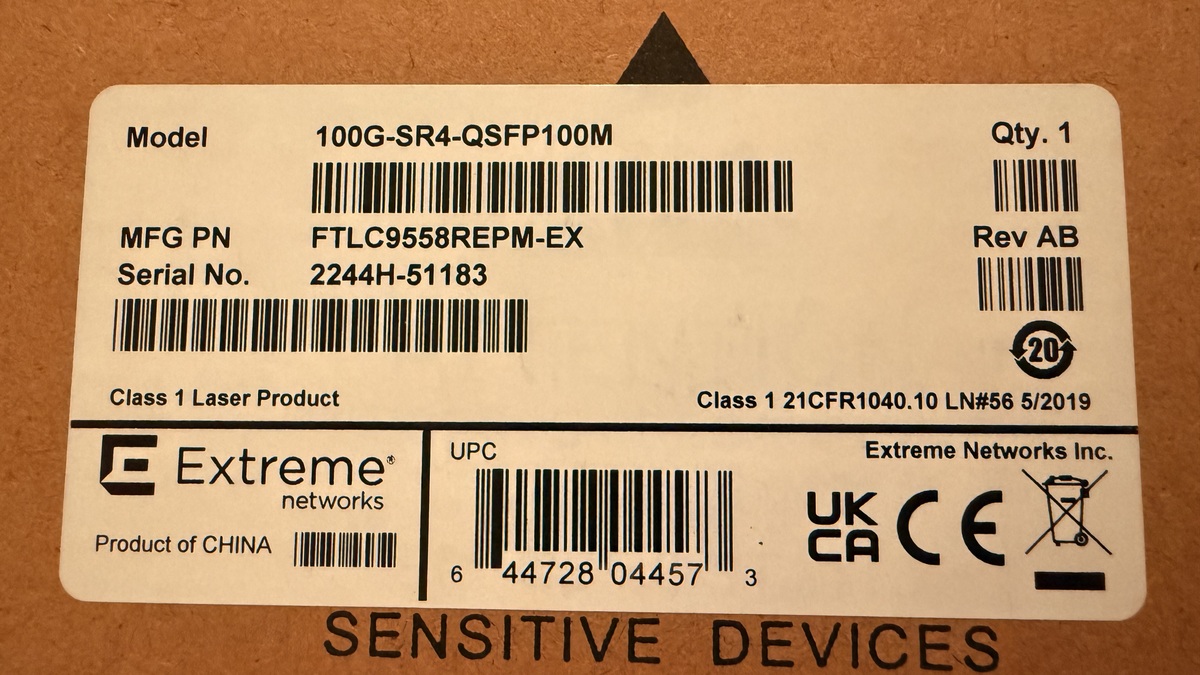 Model 100G-SR4-QSFP100M Qty. 1
MFG PN FTLC9558REPM-EX Rev AB
Serial No. 2244H-51183
20
Class 1 Laser Product Class 1 21CFR1040.10 LN#56 5/2019
Extreme®
networks
Product of CHINA
UPC
6 44728 04457 3
Extreme Networks Inc.
UK
CA CE
SENSITIVE DEVICES